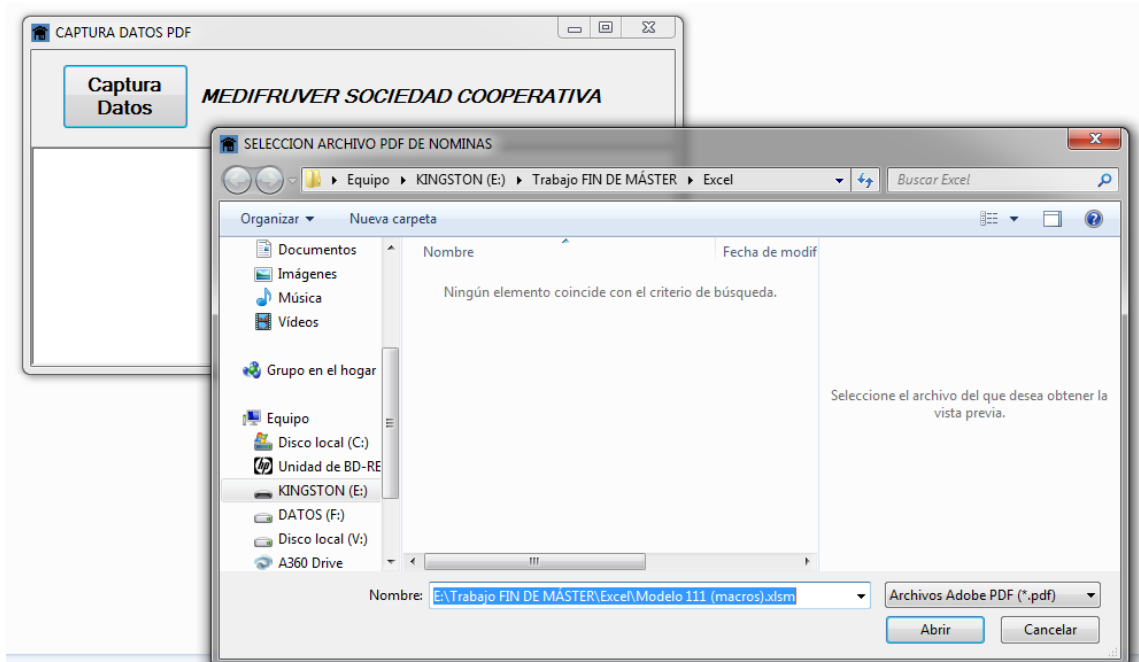 CAPTURA DATOS PDF
Captura
Datos
MEDIFRUVER SOCIEDAD COOPERATIVA
SELECCION ARCHIVO PDF DE NOMINAS
Equipo KINGSTON (E:) Trabajo FIN DE MÁSTER Excel
Buscar Excel
Organizar Nueva carpeta
Documentos
Imágenes
Música
Vídeos
Grupo en el hogar
Equipo
Disco local (C:)
hp Unidad de BD-RE
KINGSTON (E:)
DATOS (F:)
Disco local (V:)
A360 Drive
Nombre Fecha de modif
Ningún elemento coincide con el criterio de búsqueda.
Seleccione el archivo del que desea obtener la
vista previa.
Nombre: E:\Trabajo FIN DE MÁSTER\Excel\Modelo 111 (macros).xlsm
Archivos Adobe PDF (*.pdf)
Abrir Cancelar